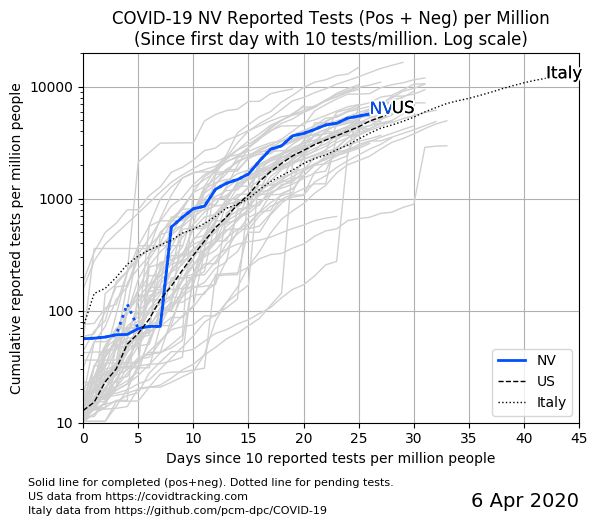 COVID-19 NV Reported Tests (Pos + Neg) per Million
(Since first day with 10 tests/million. Log scale)
Cumulative reported tests per million people
10000
1000
100
10
Italy
NV US
NV
US
Italy
0 5 10 15 20 25 30 35 40 45
Days since 10 reported tests per million people
Solid line for completed (pos+neg). Dotted line for pending tests.
US data from https://covidtracking.com
Italy data from https://github.com/pcm-dpc/COVID-19
6 Apr 2020